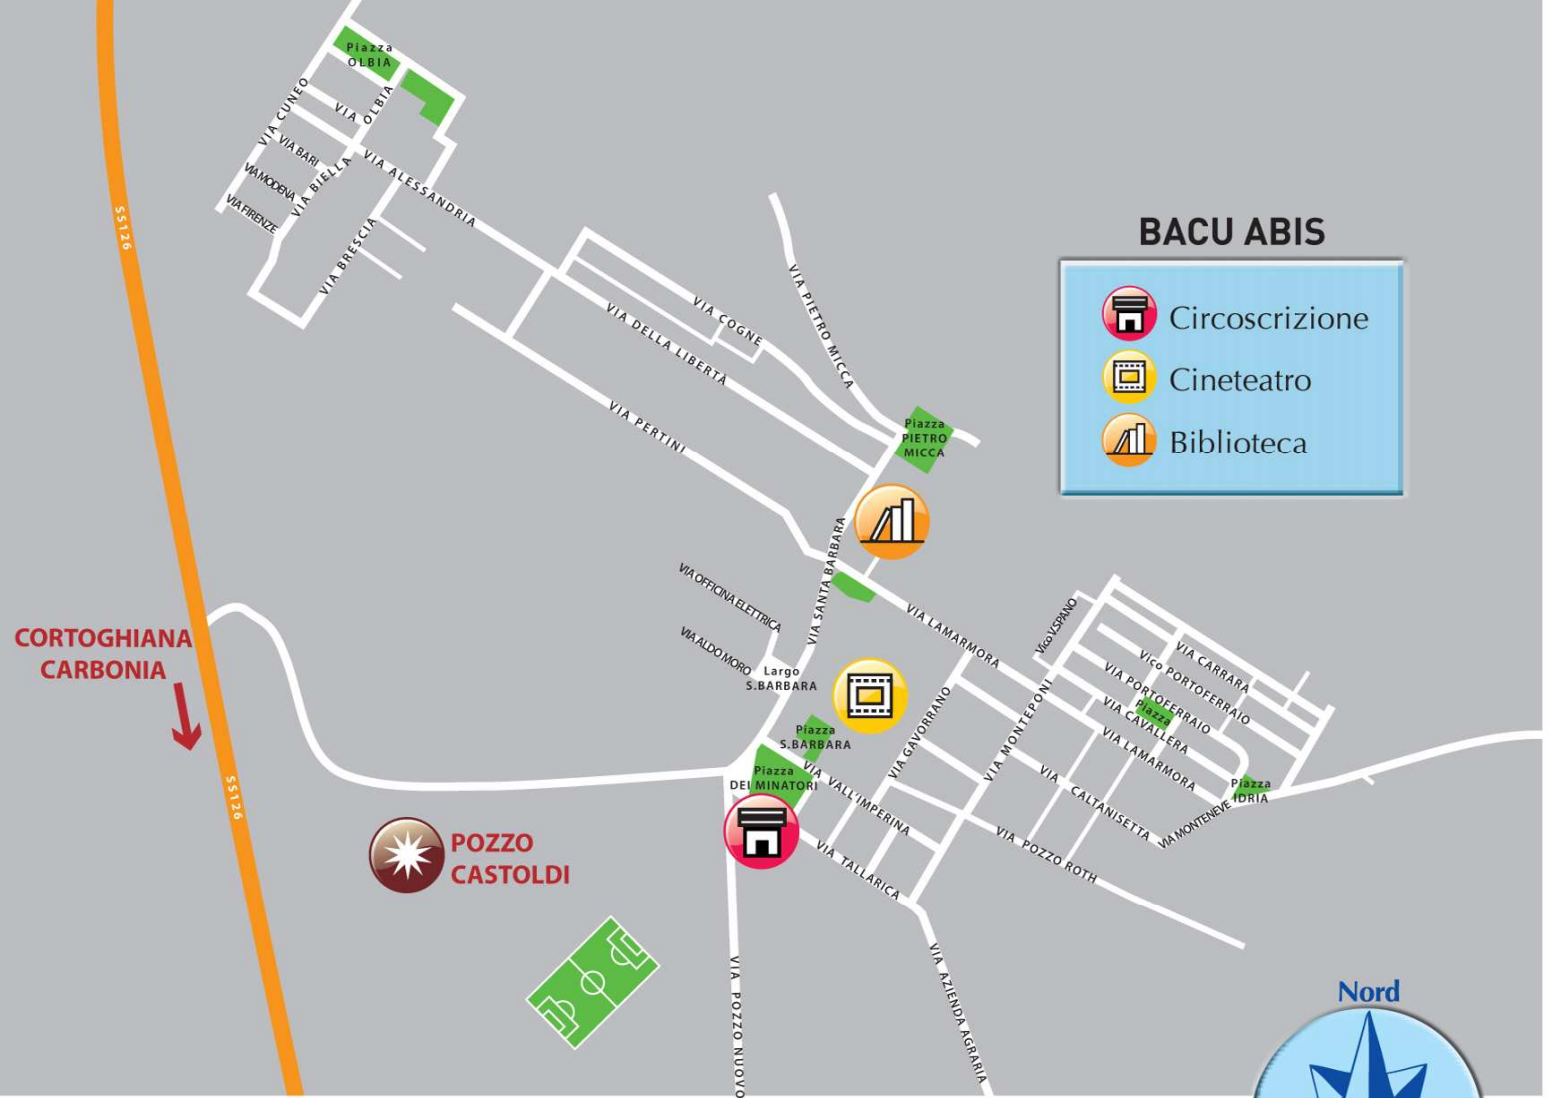 Piazza
OLBIA
VIA CUNEO
VIA OLBIA
VIA BARI
VIA MODENA
VIA FIRENZE
VIA BIELLA
VIA ALESSANDRIA
VIA BRESCIA
SS126
VIA COGNE
VIA DELLA LIBERTÀ
VIA PIETRO MICCA
VIA PERTINI
Piazza
PIETRO
MICCA
BACU ABIS
Circoscrizione
Cineteatro
Biblioteca
VIA SANTA BARBARA
VIA OFFICINA ELETTRICA
VIA ALDO MORO
Largo
S.BARBARA
VIA LAMARMORA
Vico V.SPANO
VIA CARRARA
Vico PORTOFERRAIO
VIA PORTOFERRAIO
Piazza
VIA CAVALLERA
VIA LAMARMORA
CORTOGHIANA
CARBONIA
Piazza
S.BARBARA
Piazza
DEI MINATORI
VIA GAVORRANO
VIA MONTEPONI
VIA VALL'IMPERINA
VIA CALTANISETTA
VIA MONTENEVE
Piazza
IDRIA
SS126
POZZO
CASTOLDI
VIA TALLARICA
VIA POZZO ROTH
VIA POZZO NUOVO
VIA AZIENDA AGRARIA
Nord